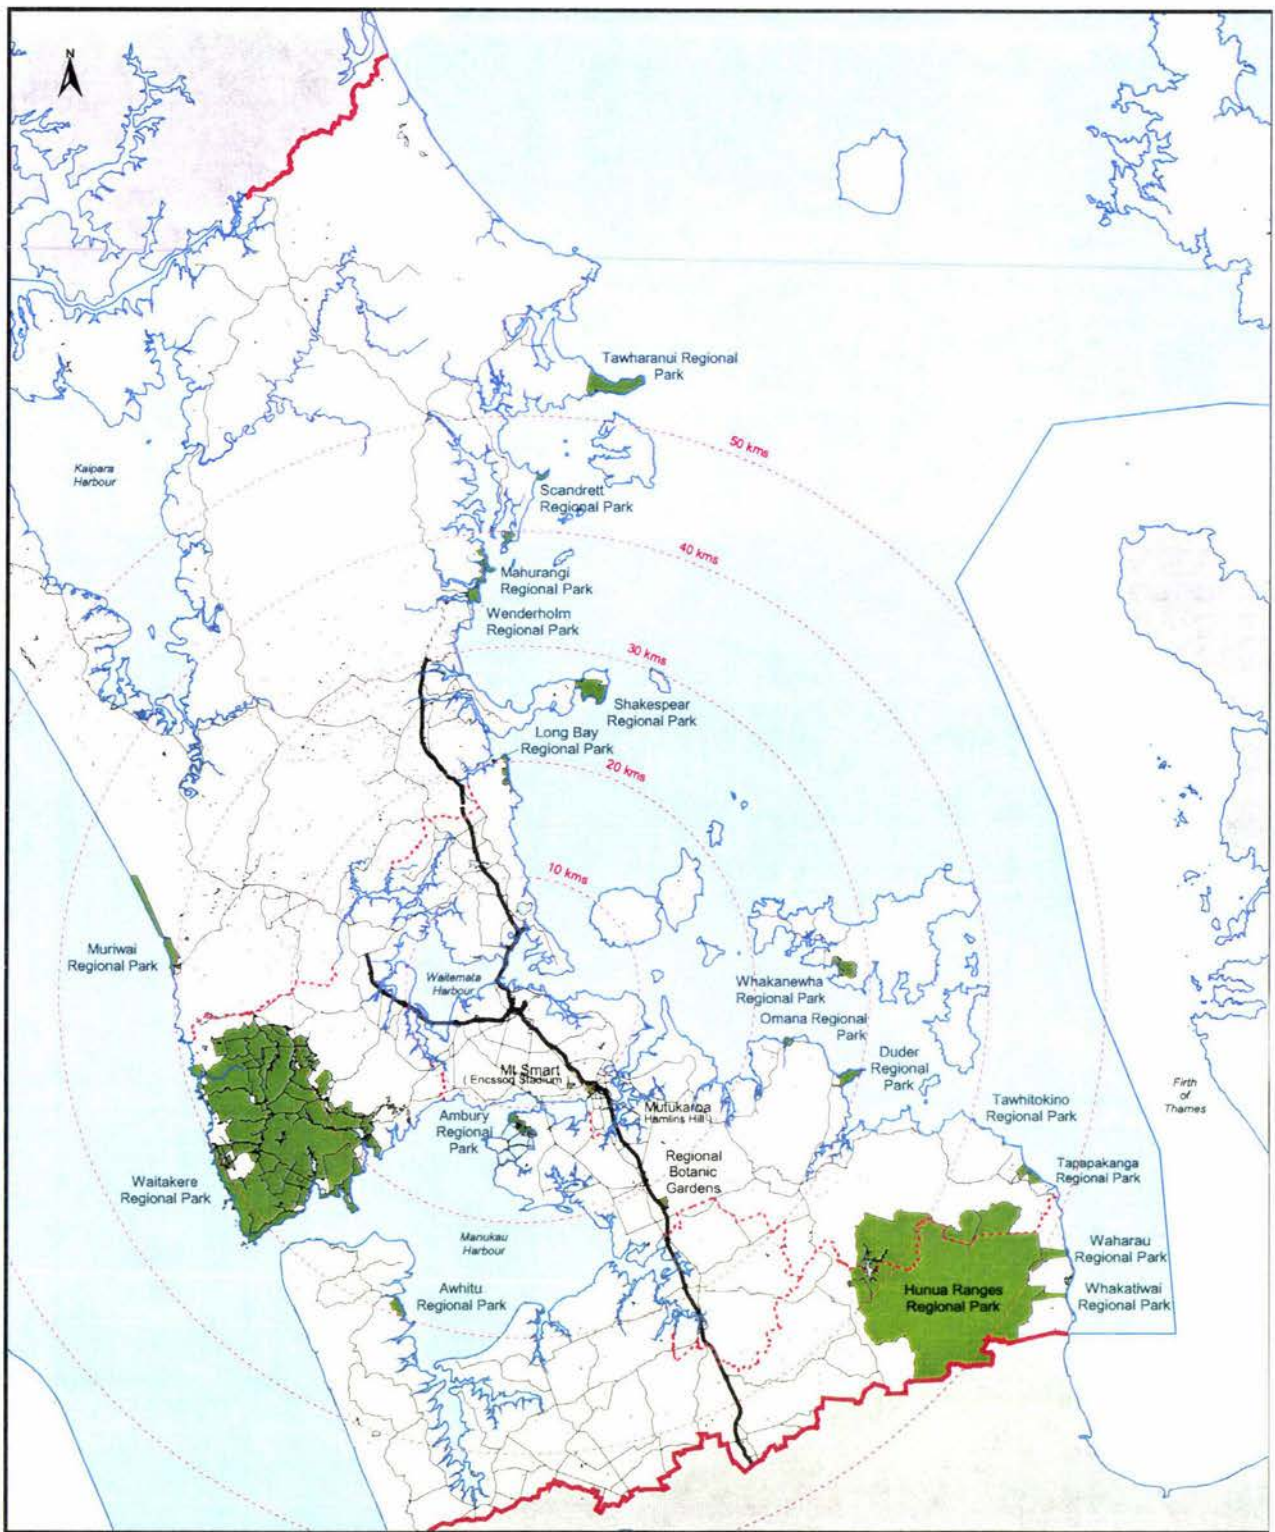 N
Tawharanui Regional
Park
50 kms
Kaipara
Harbour
Scandrett
Regional Park
40 kms
Mahurangi
Regional Park
Wenderholm
Regional Park
30 kms
Shakespear
Regional Park
Long Bay
Regional Park
20 kms
10 kms
Muriwai
Regional Park
Waitemata
Harbour
Whakanewha
Regional Park
Omana Regional
Park
Duder
Regional
Park
Mt Smart
( Ericsson Stadium )
Firth
of
Thames
Tawhitokino
Regional Park
Ambury
Regional
Park
Mutukaroa
Hamlins Hill )
Regional
Botanic
Gardens
Tapapakanga
Regional Park
Waitakere
Regional Park
Manukau
Harbour
Waharau
Regional Park
Awhitu
Regional Park
Hunua Ranges
Regional Park
Whakatiwai
Regional Park